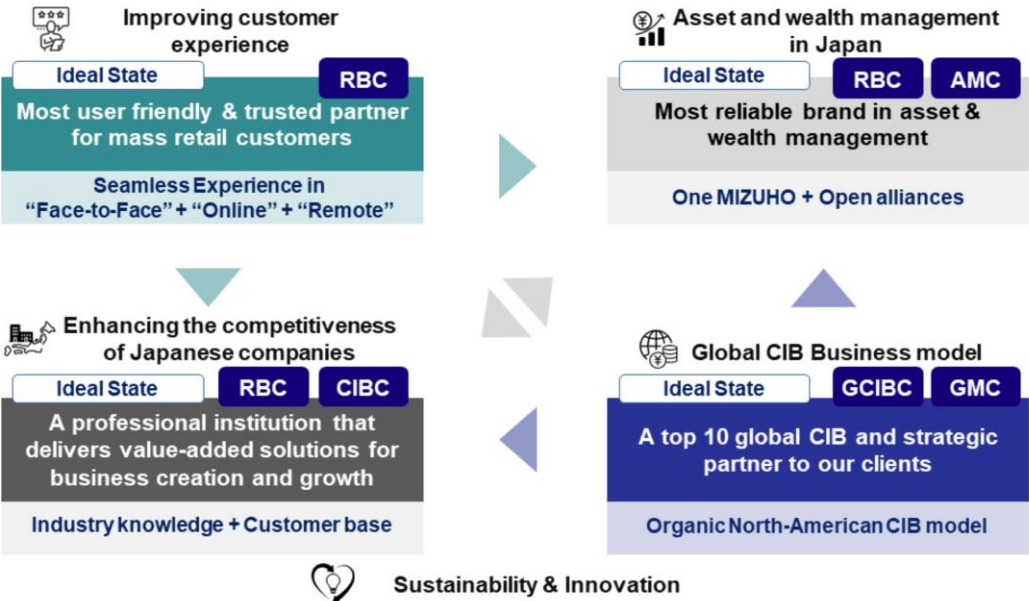 Improving customer
experience
Ideal State
RBC
Most user friendly & trusted partner
for mass retail customers
Seamless Experience in
“Face-to-Face” + “Online” + “Remote”
Asset and wealth management
in Japan
Ideal State
RBC
AMC
Most reliable brand in asset &
wealth management
One MIZUHO + Open alliances
Enhancing the competitiveness
of Japanese companies
Ideal State
RBC
CIBC
A professional institution that
delivers value-added solutions for
business creation and growth
Industry knowledge + Customer base
¥
Global CIB Business model
Ideal State
GCIBC
GMC
A top 10 global CIB and strategic
partner to our clients
Organic North-American CIB model
Sustainability & Innovation